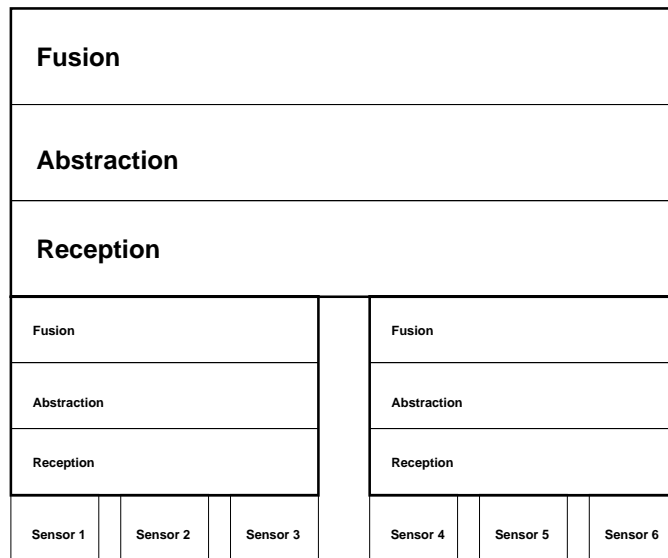 Fusion
Abstraction
Reception
Fusion Fusion
Abstraction Abstraction
Reception Reception
Sensor 1 Sensor 2 Sensor 3 Sensor 4 Sensor 5 Sensor 6